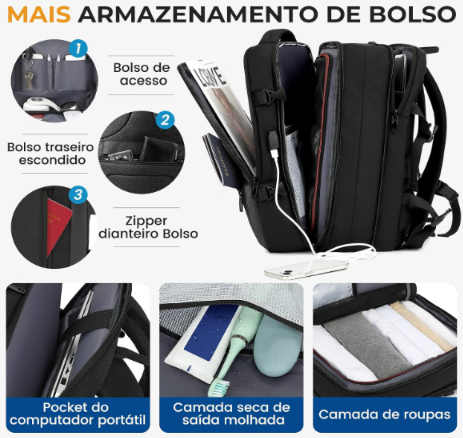 MAIS ARMAZENAMENTO DE BOLSO
1
Bolso de
acesso
2
Bolso traseiro
escondido
3
Zipper
dianteiro Bolso
Pocket do
computador portátil
Camada seca de
saída molhada
Camada de roupas